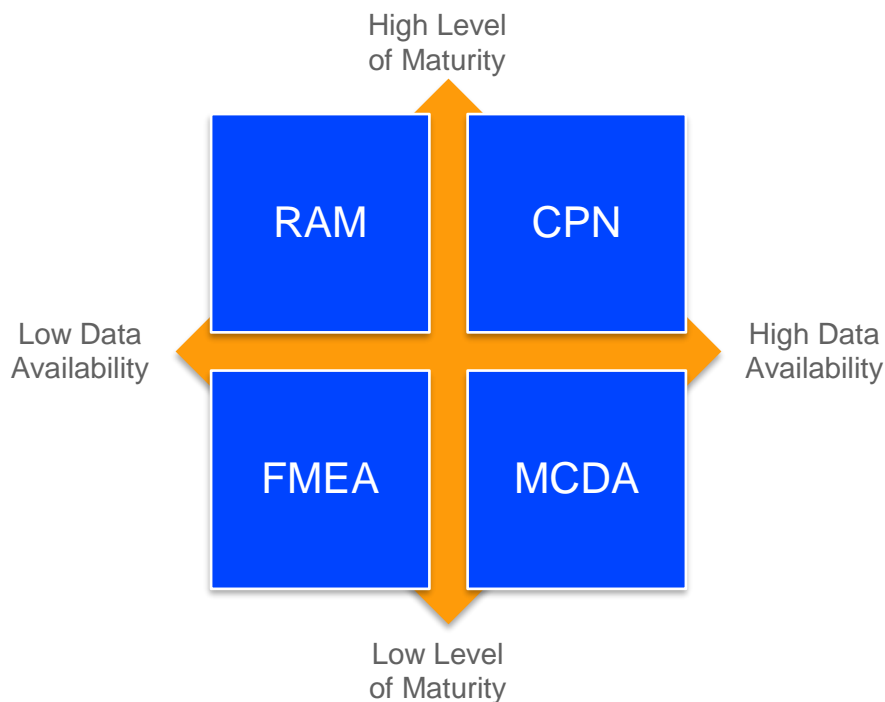 High Level
of Maturity
RAM
CPN
Low Data
Availability
High Data
Availability
FMEA
MCDA
Low Level
of Maturity